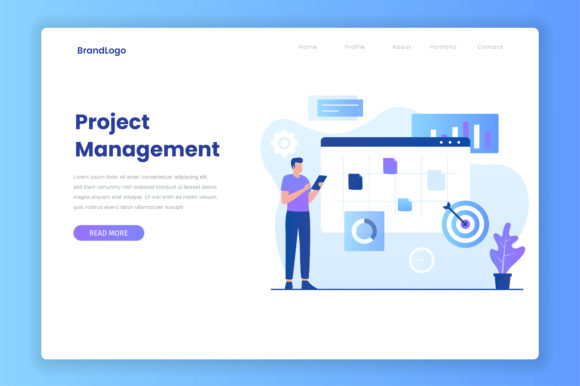 BrandLogo
Home Profile About Portfolio Contact
Project
Management
Lorem ipsum dolor sit amet, consectetuer adipiscing elit,
sed diam nonummy nibh euismod tincidunt ut laoreet
dolore magna aliquam erat volutpat. Ut wisi enim ad
minim veniam, quis nostrud exerci tation ullamcorper
suscipit
READ MORE